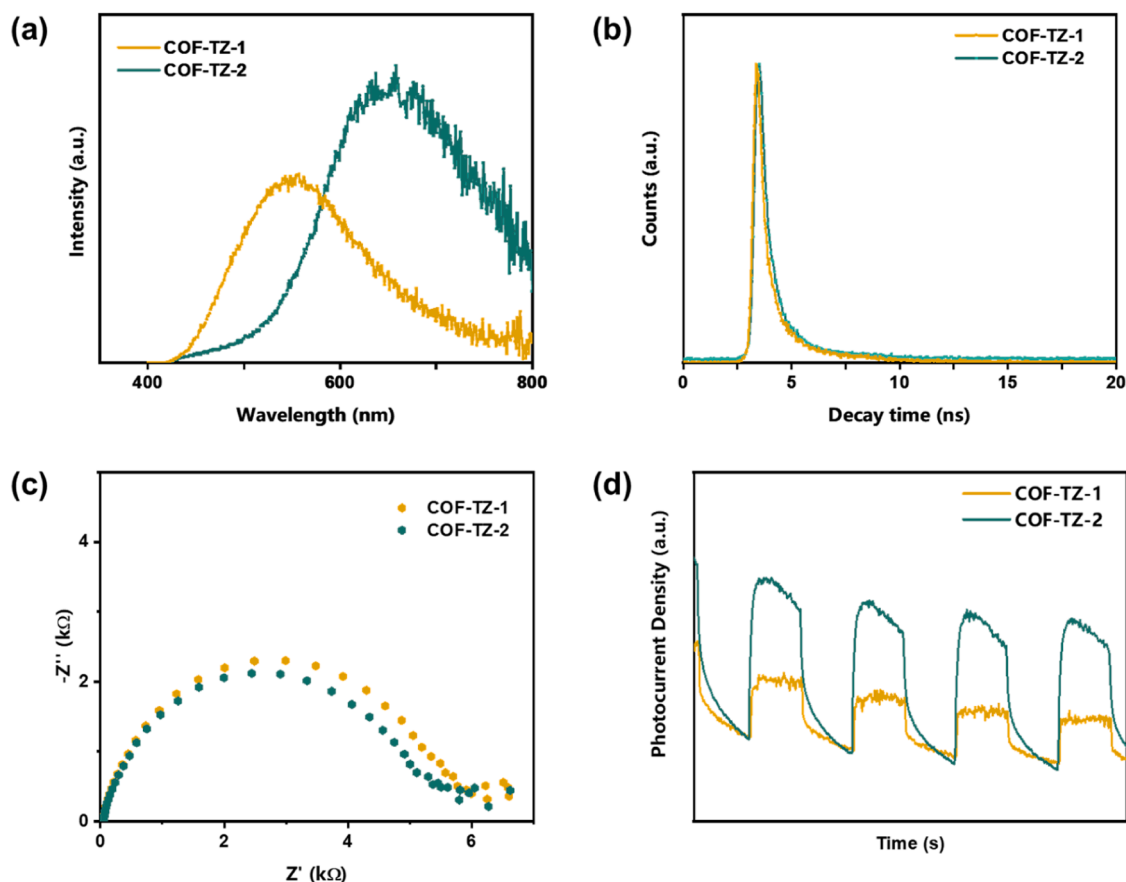 (a)
COF-TZ-1
COF-TZ-2
Intensity (a.u.)
400
600
800
Wavelength (nm)
(b)
COF-TZ-1
COF-TZ-2
Counts (a.u.)
0
5
10
15
20
Decay time (ns)
(c)
COF-TZ-1
COF-TZ-2
-Z'' (kΩ)
4
2
0
0
2
4
6
Z' (kΩ)
(d)
COF-TZ-1
COF-TZ-2
Photocurrent Density (a.u.)
Time (s)